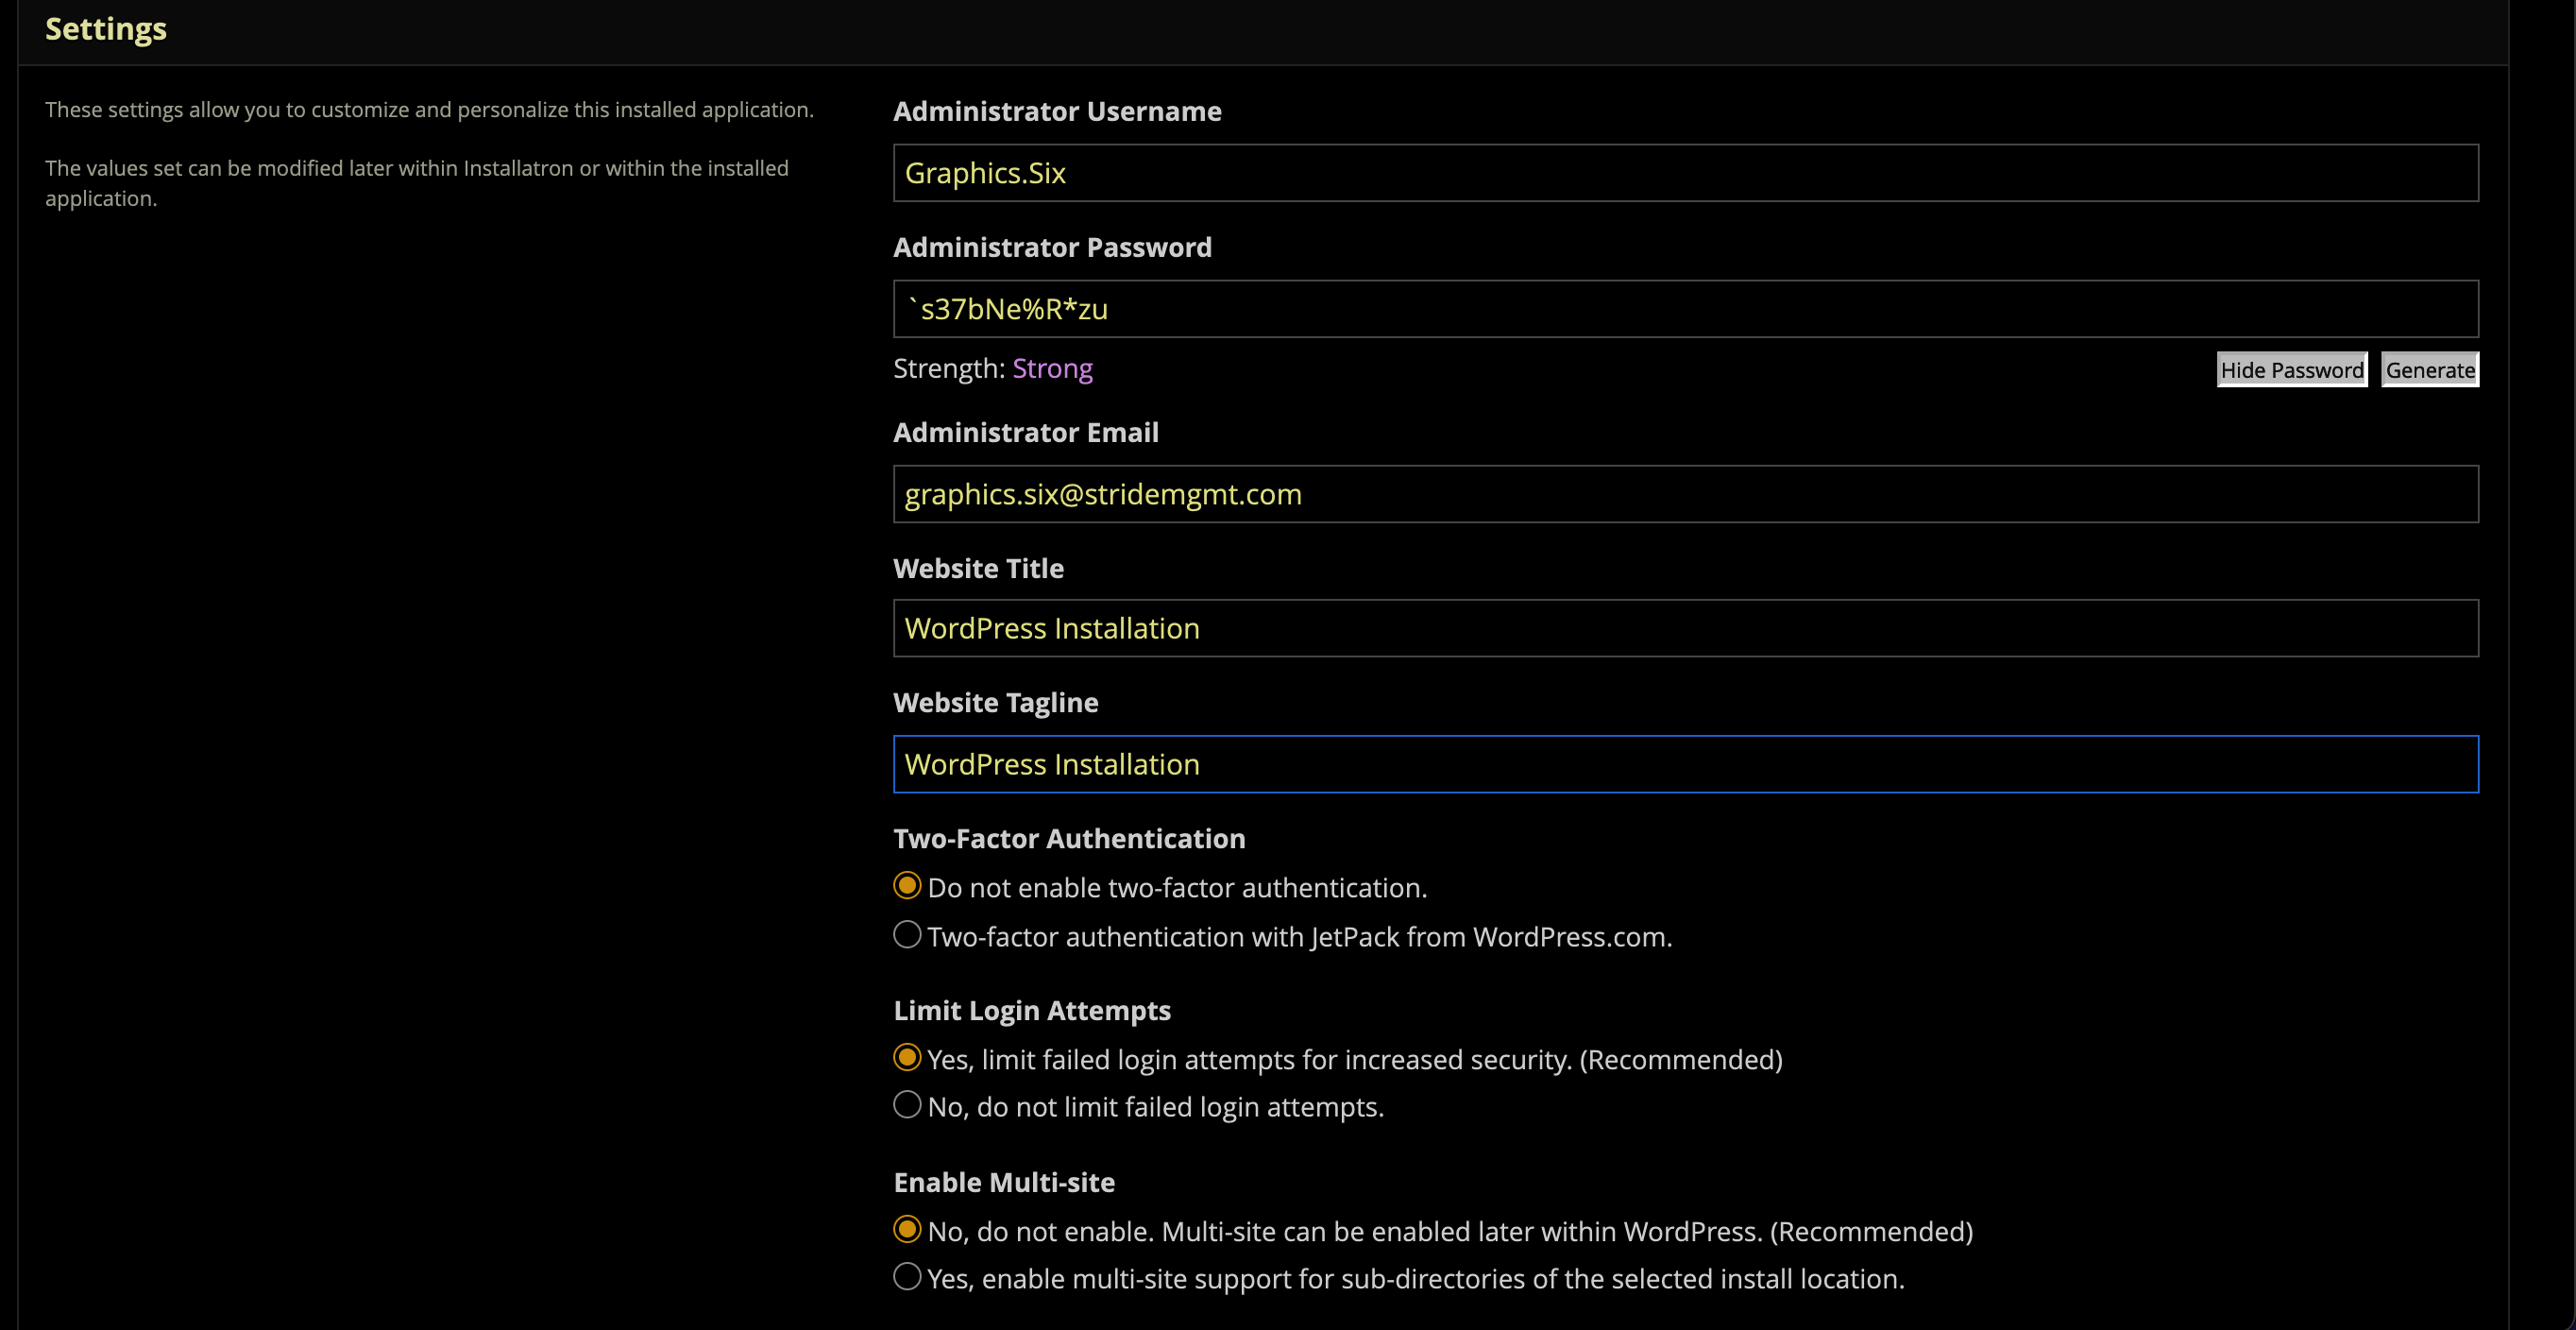 Settings
These settings allow you to customize and personalize this installed application.
The values set can be modified later within Installatron or within the installed
application.
Administrator Username
Graphics.Six
Administrator Password
`s37bNe%R*zu
Strength: Strong
Hide Password
Generate
Administrator Email
graphics.six@stridemgmt.com
Website Title
WordPress Installation
Website Tagline
WordPress Installation
Two-Factor Authentication
Do not enable two-factor authentication.
Two-factor authentication with JetPack from WordPress.com.
Limit Login Attempts
Yes, limit failed login attempts for increased security. (Recommended)
No, do not limit failed login attempts.
Enable Multi-site
No, do not enable. Multi-site can be enabled later within WordPress. (Recommended)
Yes, enable multi-site support for sub-directories of the selected install location.